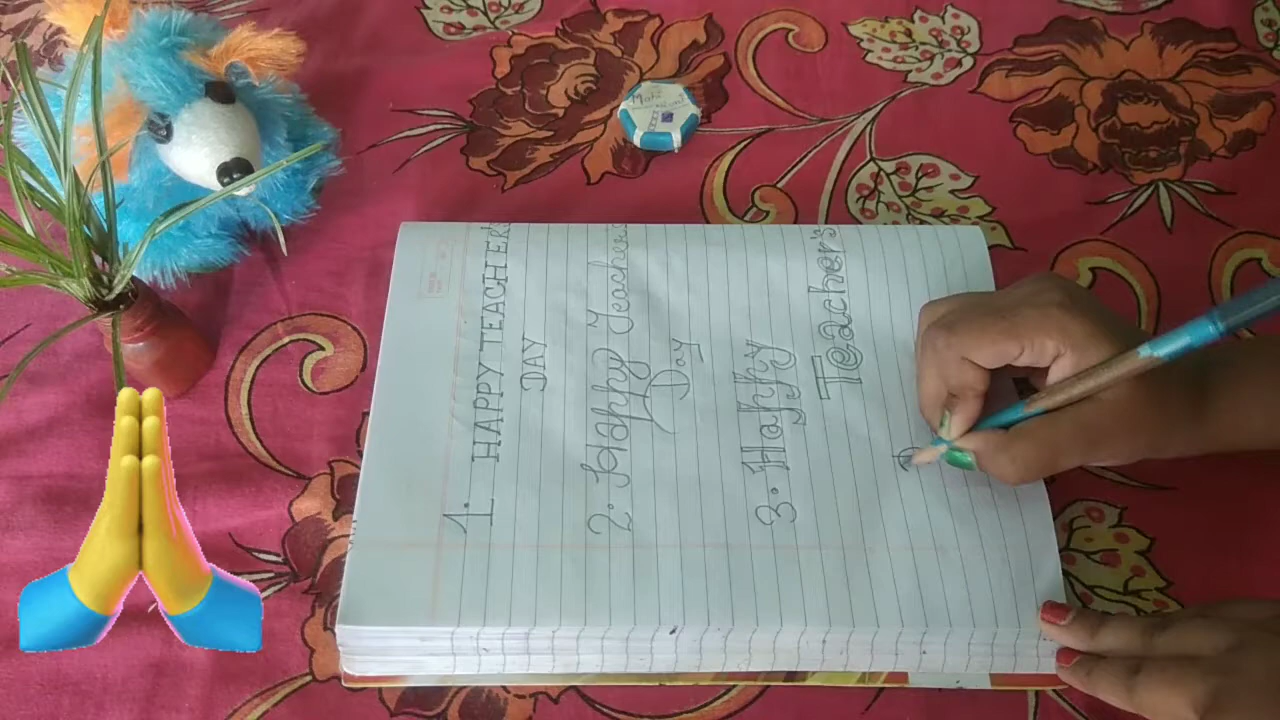 1. HAPPY TEACHER'S
DAY
2. Happy Teacher's
Day
3. Happy
Teacher's
D